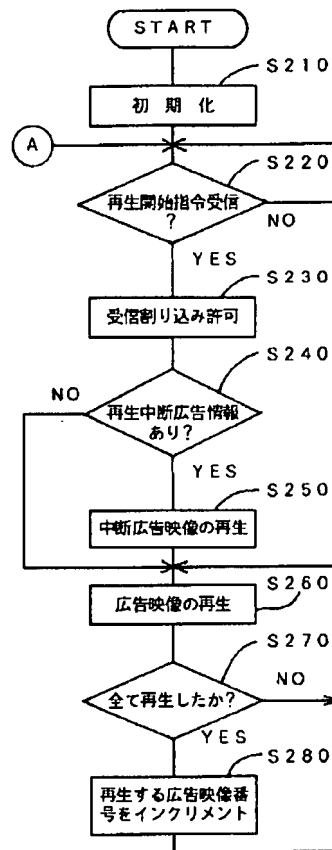 START
S210
初期化
A
S220
再生開始指令受信
?
NO
YES
S230
受信割り込み許可
S240
NO
再生中断広告情報
あり?
YES
S250
中断広告映像の再生
S260
広告映像の再生
S270
全て再生したか?
NO
YES
S280
再生する広告映像番
号をインクリメント